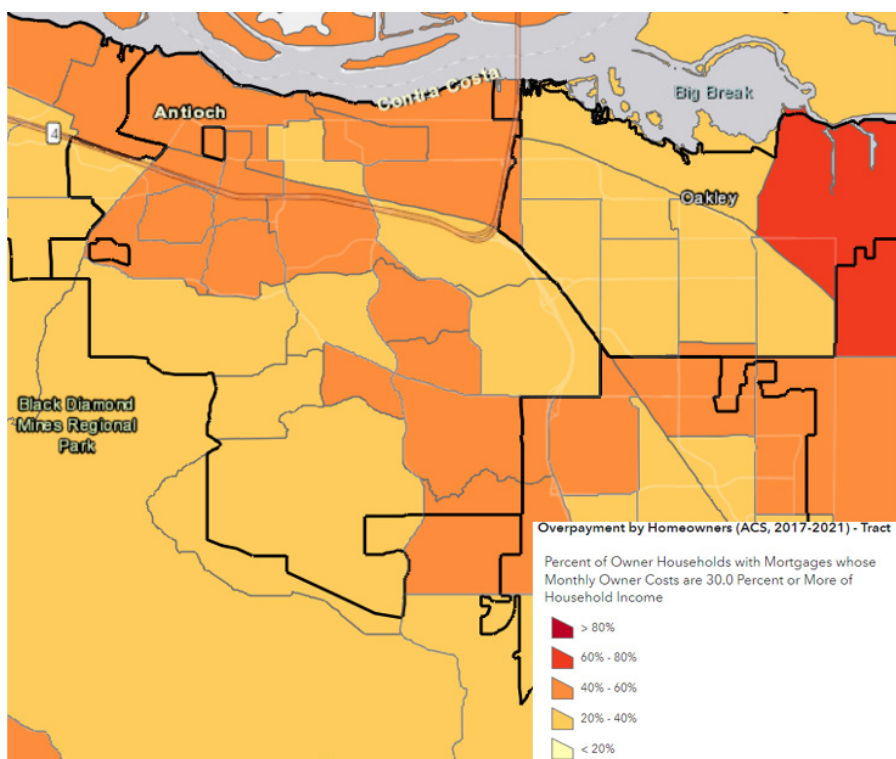 Contra Costa
Big Break
Antioch
4
Oakley
Black Diamond
Mines Regional
Park
Overpayment by Homeowners (ACS, 2017-2021) - Tract
Percent of Owner Households with Mortgages whose
Monthly Owner Costs are 30.0 Percent or More of
Household Income
> 80%
60% - 80%
40% - 60%
20% - 40%
< 20%